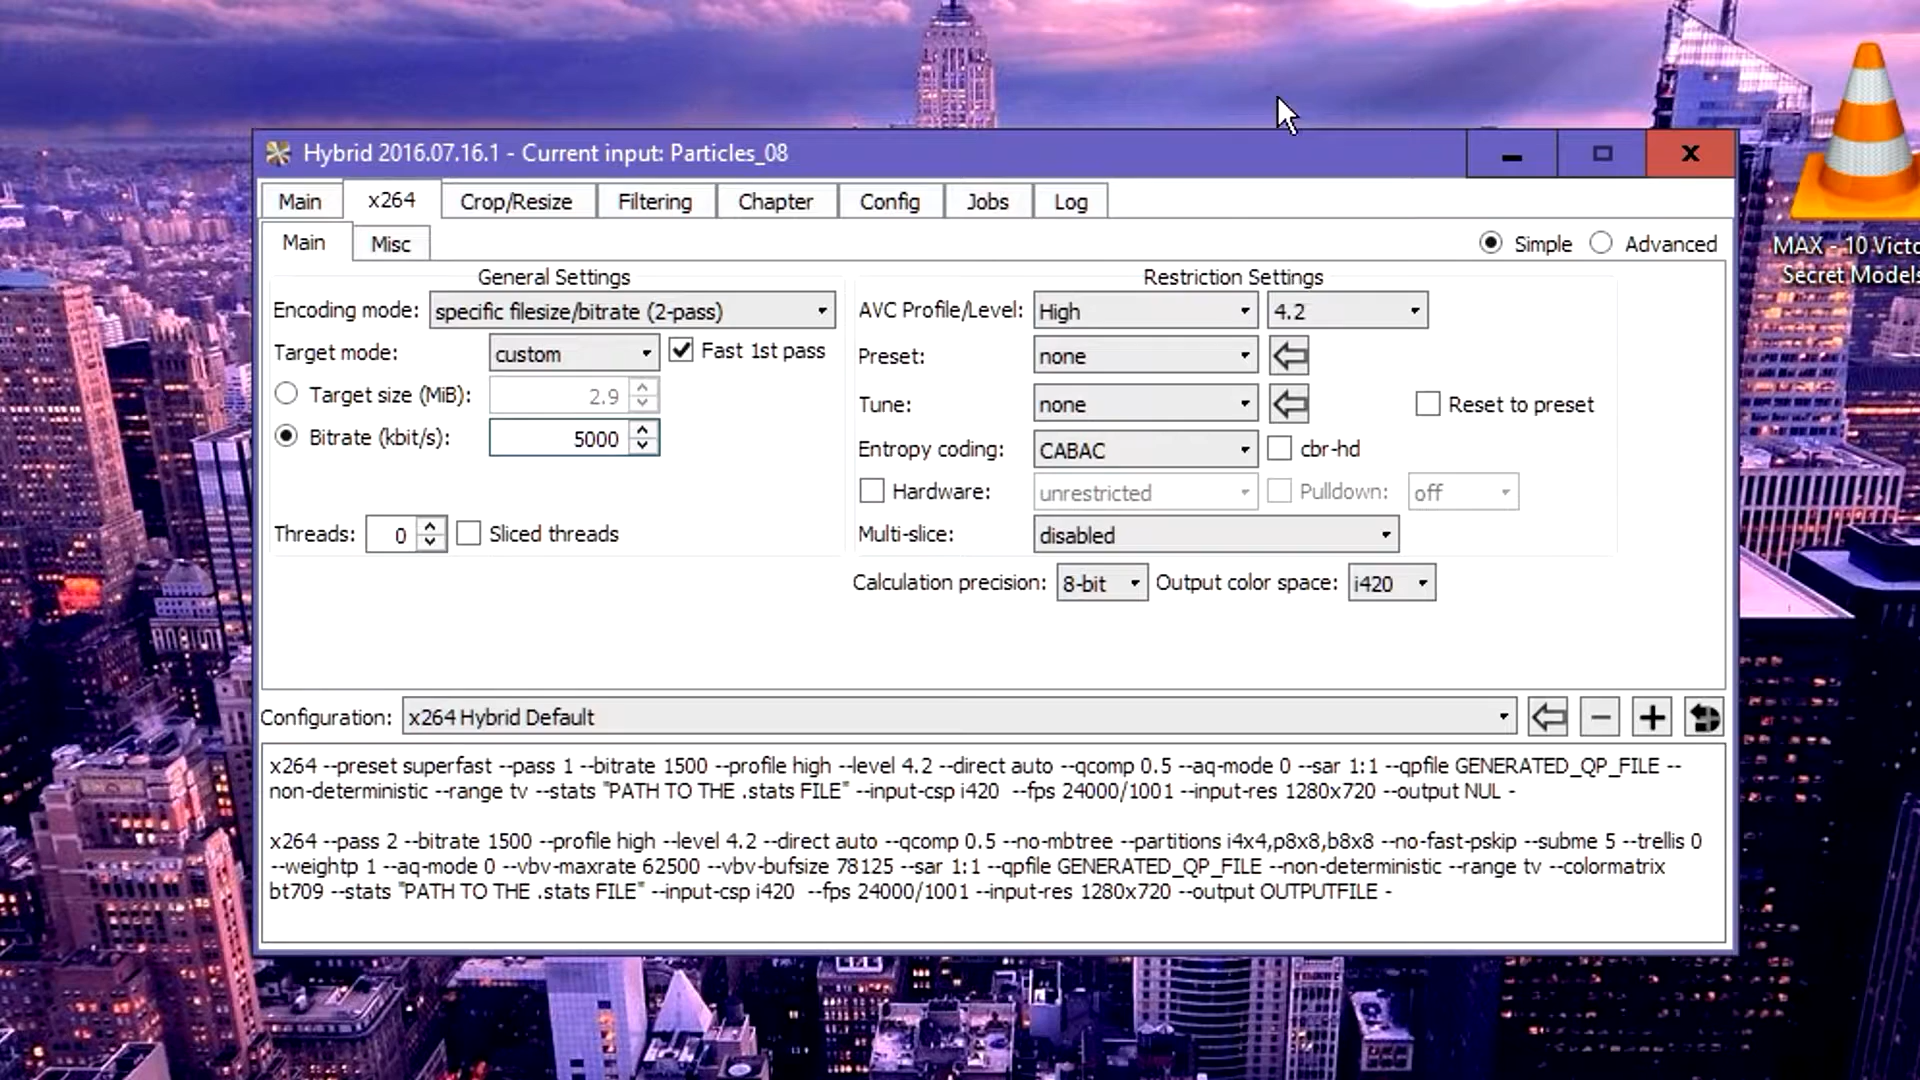 Hybrid 2016.07.16.1 - Current input: Particles_08
X
Main x264 Crop/Resize Filtering Chapter Config Jobs Log
Main Misc
Simple Advanced
General Settings
Restriction Settings
Encoding mode: specific filesize/bitrate (2-pass)
AVC Profile/Level: High 4.2
Target mode: custom Fast 1st pass
Preset: none
Target size (MiB): 2.9
Tune: none Reset to preset
Bitrate (kbit/s): 5000
Entropy coding: CABAC cbr-hd
Hardware: unrestricted Pulldown: off
Threads: 0 Sliced threads
Multi-slice: disabled
Calculation precision: 8-bit Output color space: i420
Configuration: x264 Hybrid Default
x264 --preset superfast --pass 1 --bitrate 1500 --profile high --level 4.2 --direct auto --qcomp 0.5 --aq-mode 0 --sar 1:1 --qpfile GENERATED_QP_FILE --
non-deterministic --range tv --stats "PATH TO THE .stats FILE" --input-csp i420 --fps 24000/1001 --input-res 1280x720 --output NUL -
x264 --pass 2 --bitrate 1500 --profile high --level 4.2 --direct auto --qcomp 0.5 --no-mbtree --partitions i4x4,p8x8,b8x8 --no-fast-pskip --subme 5 --trellis 0
--weightp 1 --aq-mode 0 --vbv-maxrate 62500 --vbv-bufsize 78125 --sar 1:1 --qpfile GENERATED_QP_FILE --non-deterministic --range tv --colormatrix
bt709 --stats "PATH TO THE .stats FILE" --input-csp i420 --fps 24000/1001 --input-res 1280x720 --output OUTPUTFILE -
MAX - 10 Victo
Secret Models